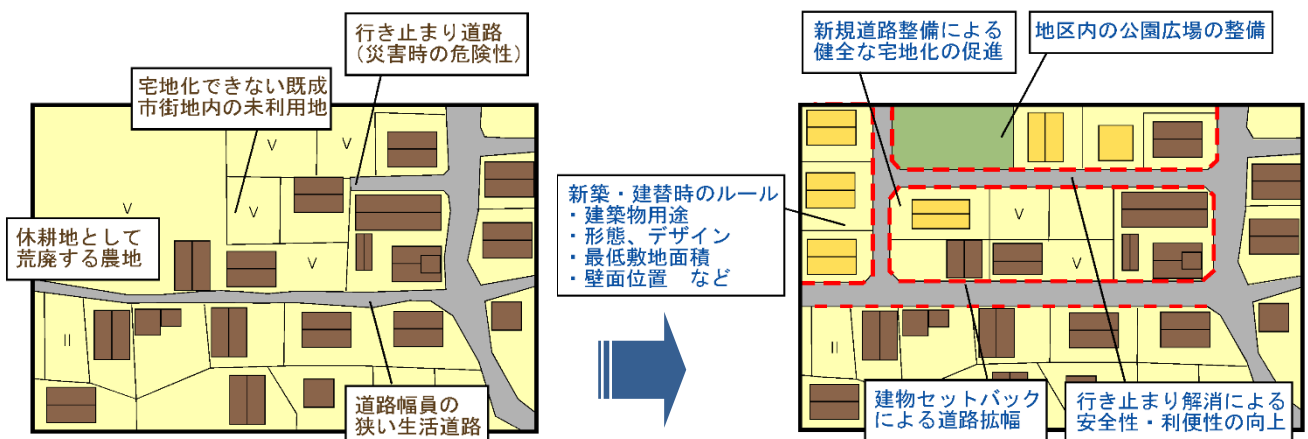 行き止まり道路
(災害時の危険性)
宅地化できない既成
市街地内の未利用地
休耕地として
荒廃する農地
道路幅員の
狭い生活道路
新規道路整備による
健全な宅地化の促進
地区内の公園広場の整備
新築・建替時のルール
・建築物用途
・形態、デザイン
・最低敷地面積
・壁面位置 など
建物セットバック
による道路拡幅
行き止まり解消による
安全性・利便性の向上